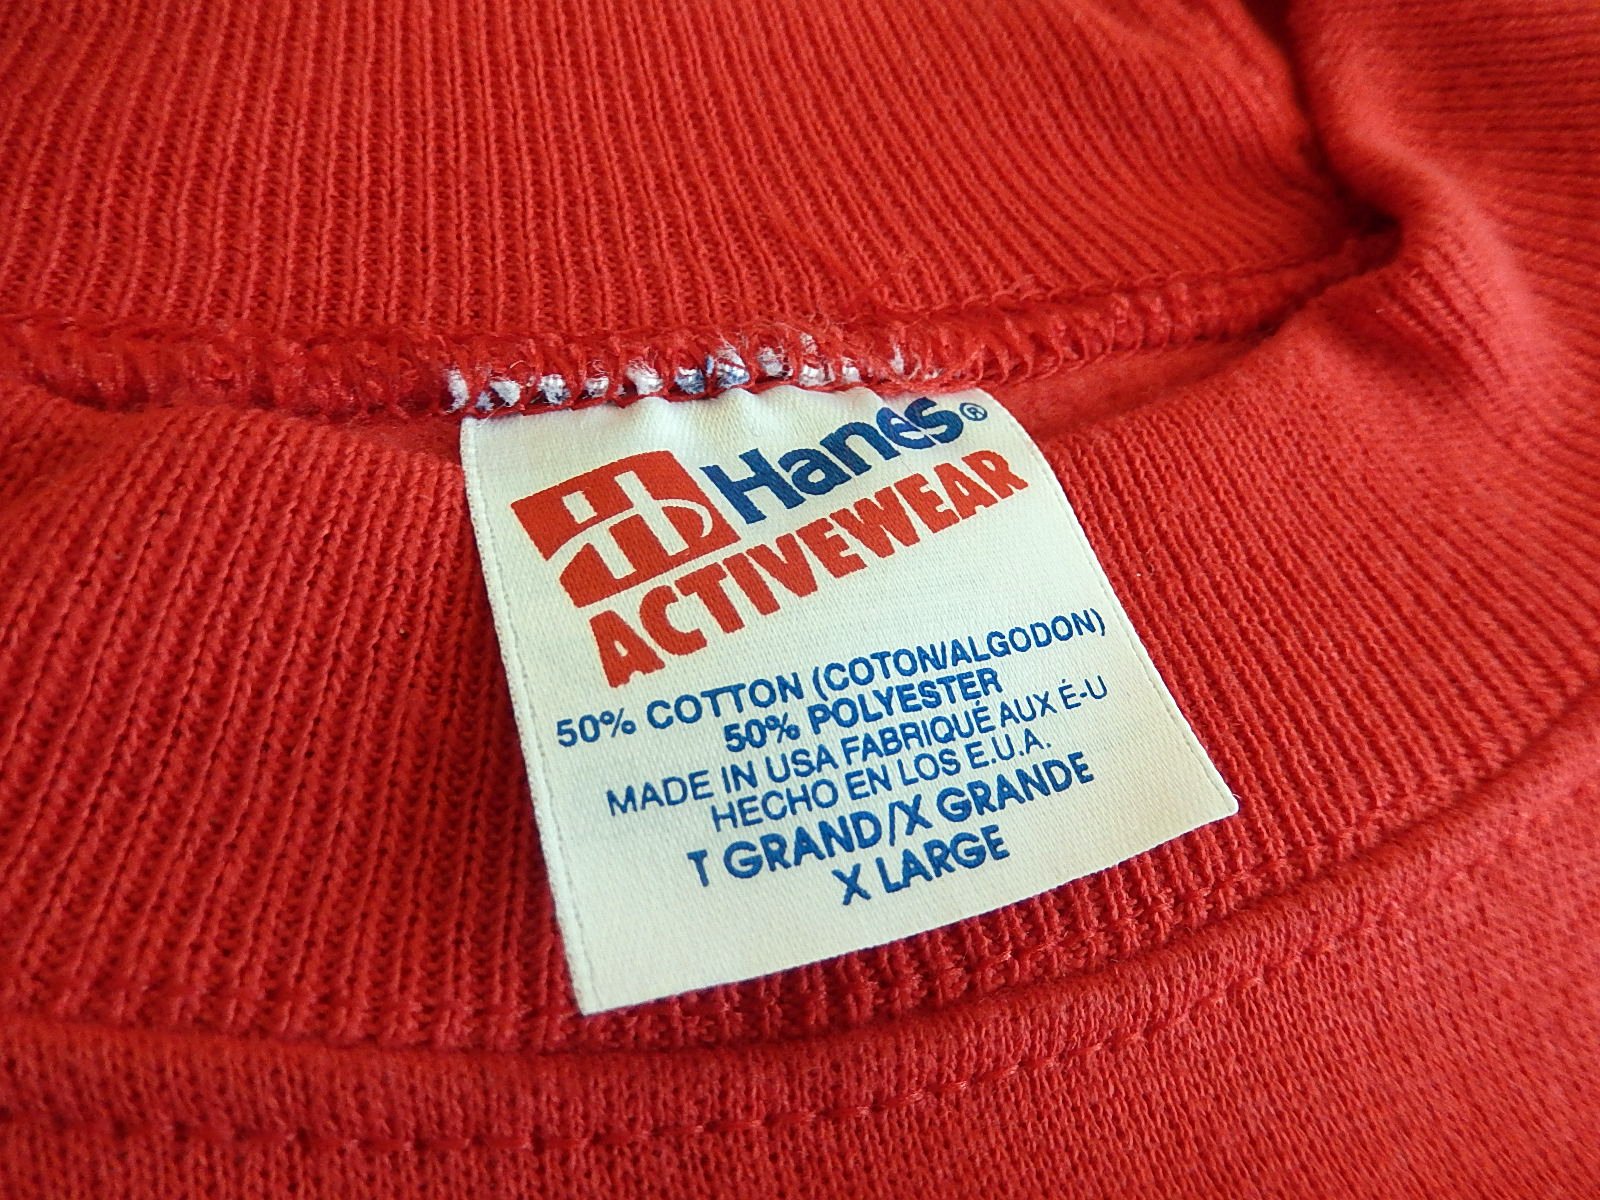 Hanes®
ACTIVEWEAR
50% COTTON (COTON/ALGODON)
50% POLYESTER
MADE IN USA FABRIQUÉ AUX É-U
HECHO EN LOS E.U.A.
T GRAND/X GRANDE
X LARGE